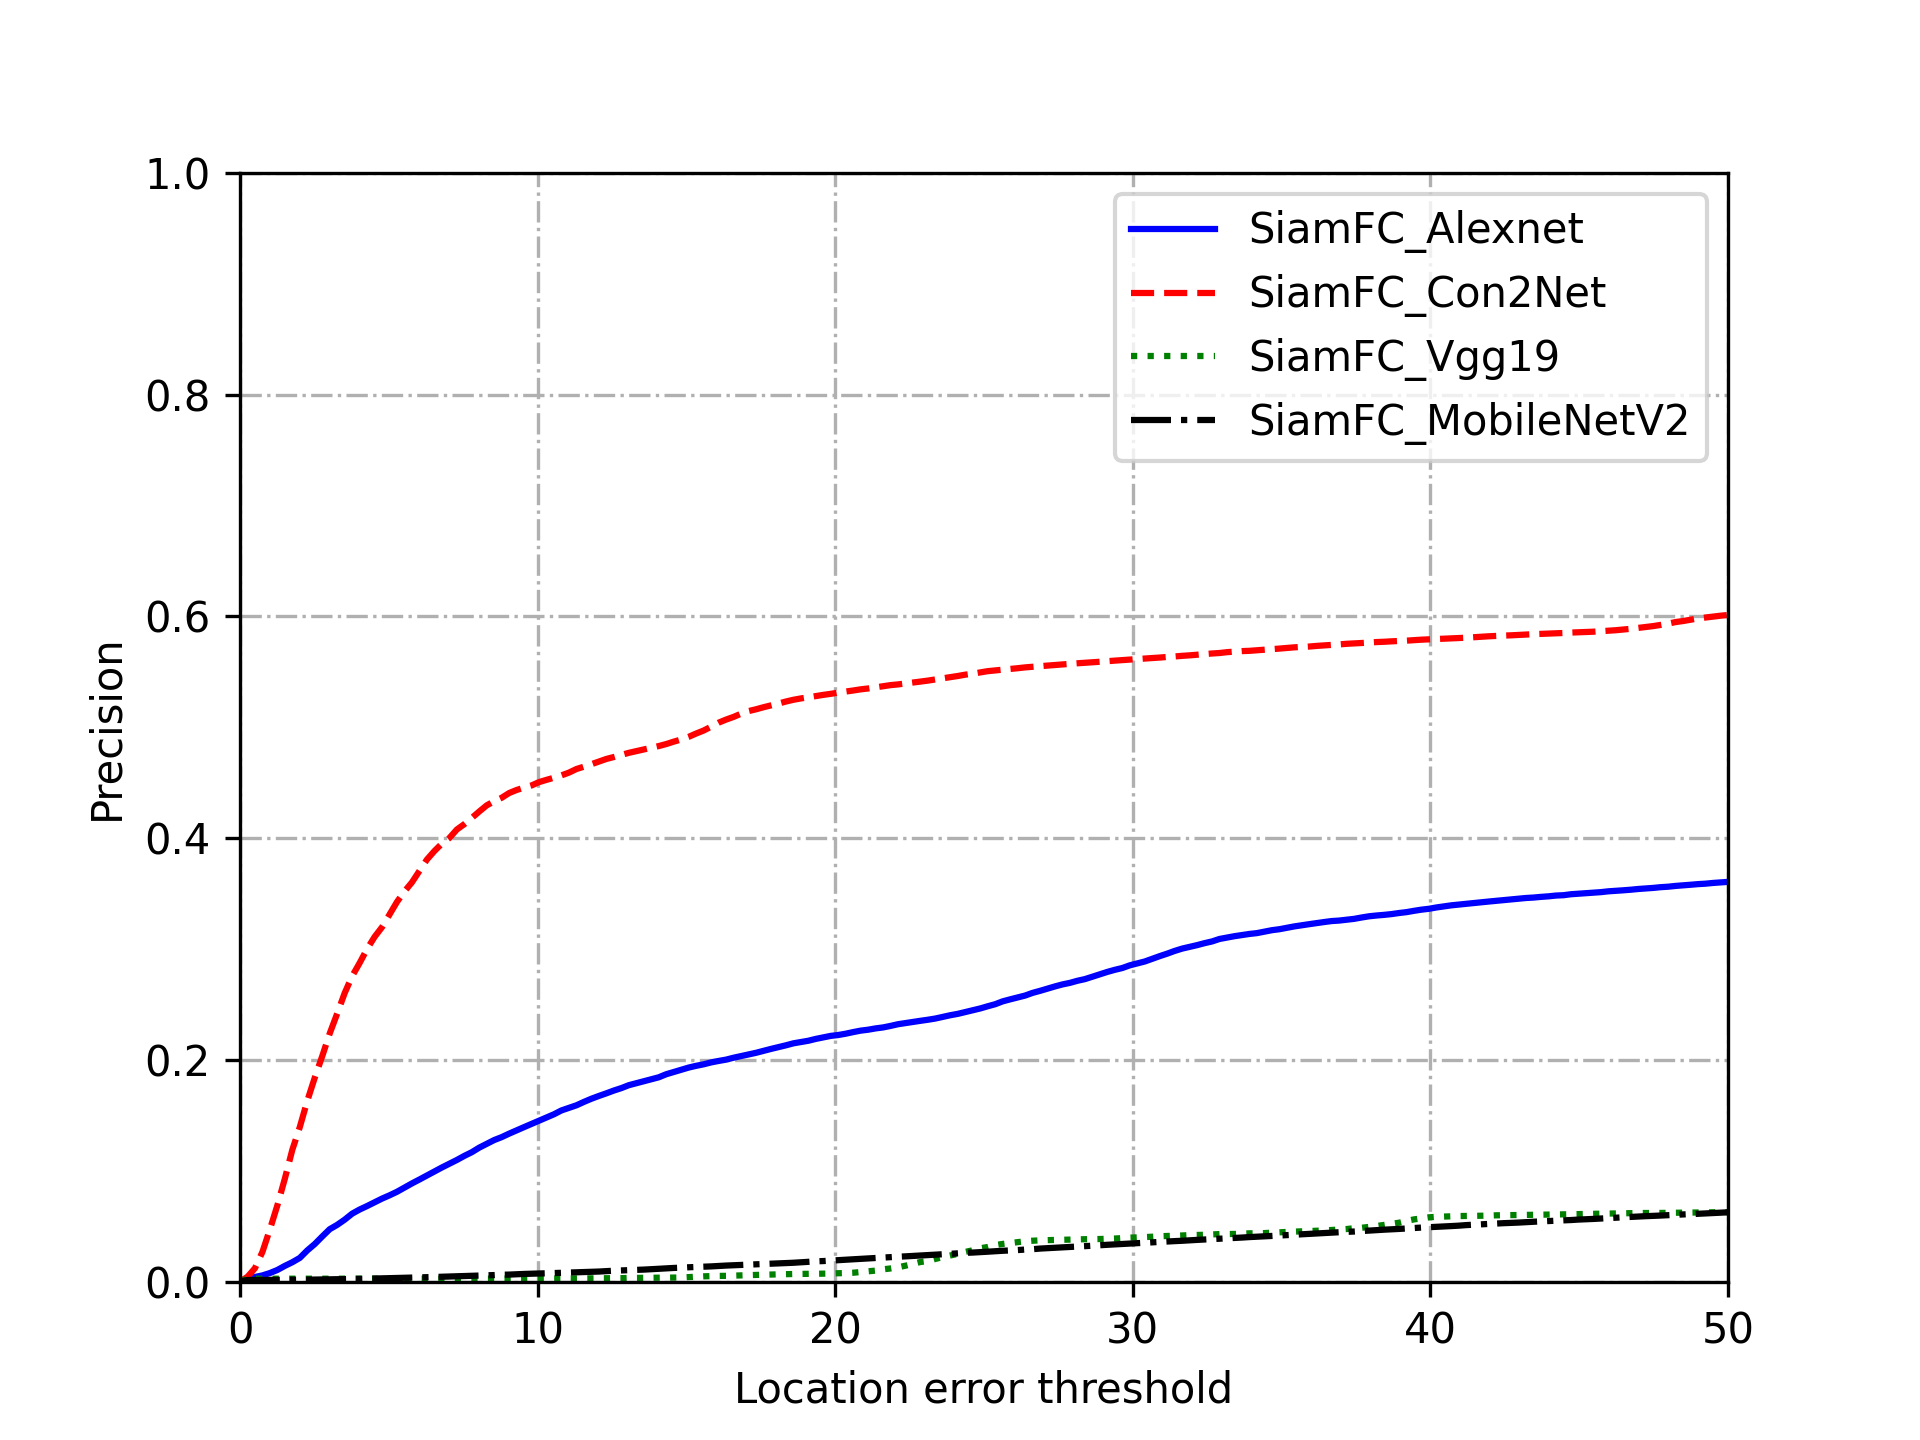 1.0
0.8
0.6
0.4
0.2
0.0
Precision
SiamFC_Alexnet
SiamFC_Con2Net
SiamFC_Vgg19
SiamFC_MobileNetV2
0 10 20 30 40 50
Location error threshold